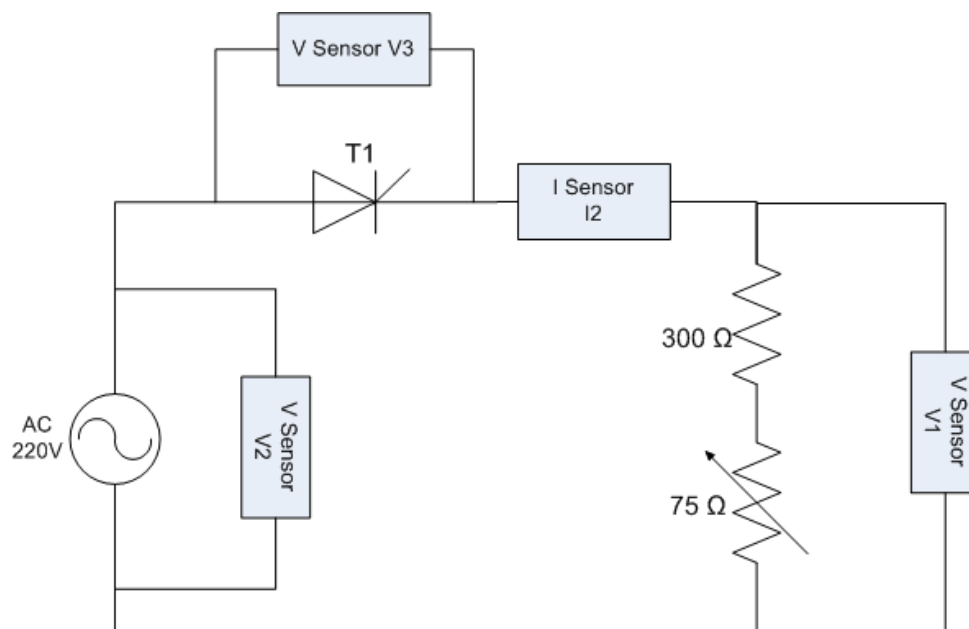 V Sensor V3
T1
I Sensor
I2
300 Ω
AC
220V
V Sensor
V2
75 Ω
V Sensor
V1